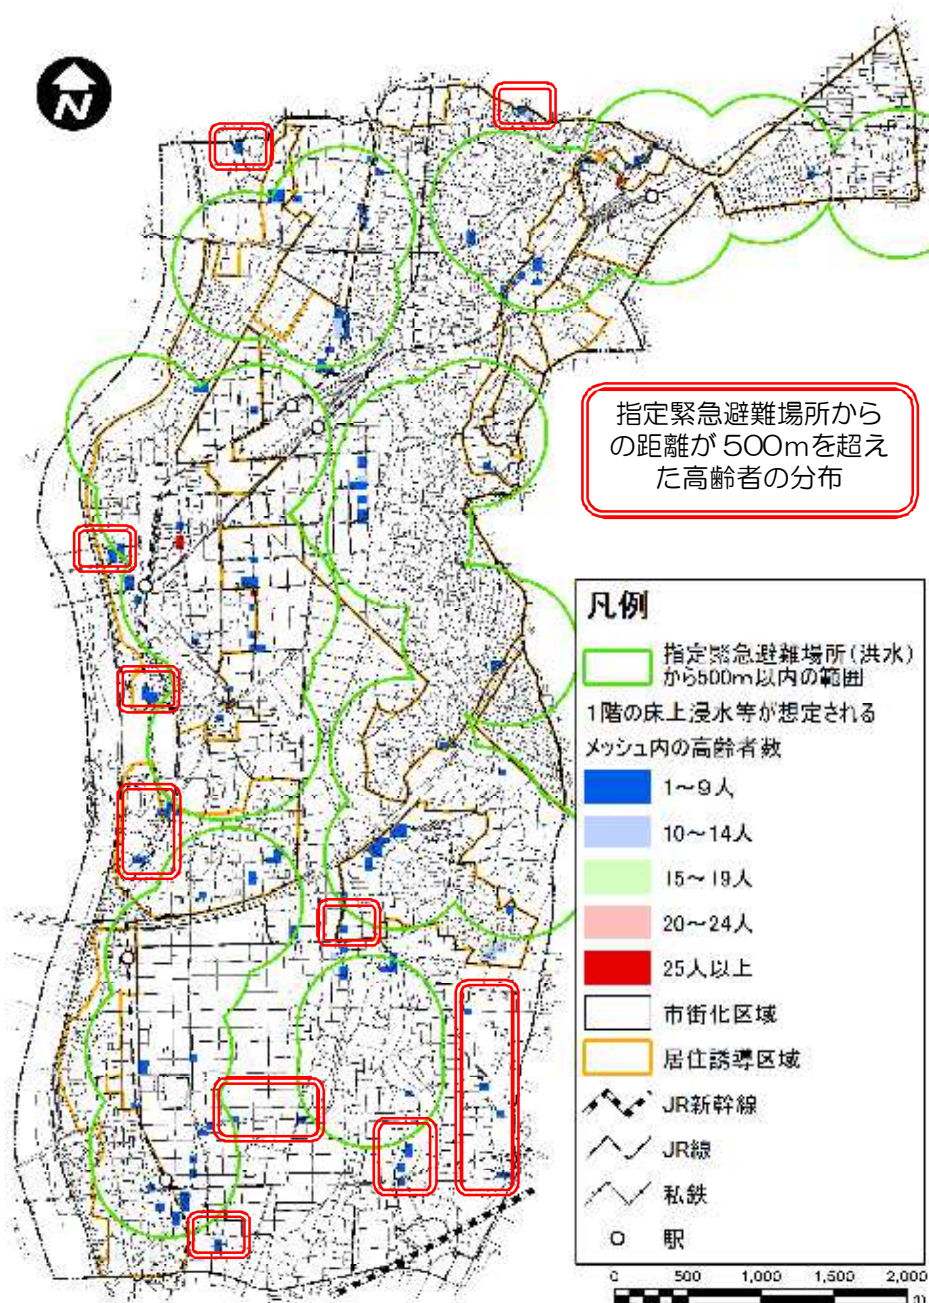 N
指定緊急避難場所から
の距離が500mを超え
た高齢者の分布
凡例
指定緊急避難場所(洪水)
から500m以内の範囲
1階の床上浸水等が想定される
メッシュ内の高齢者数
1~9人
10~14人
15~19人
20~24人
25人以上
市街化区域
居住誘導区域
JR新幹線
JR線
私鉄
駅
0 500 1,000 1,500 2,000
m